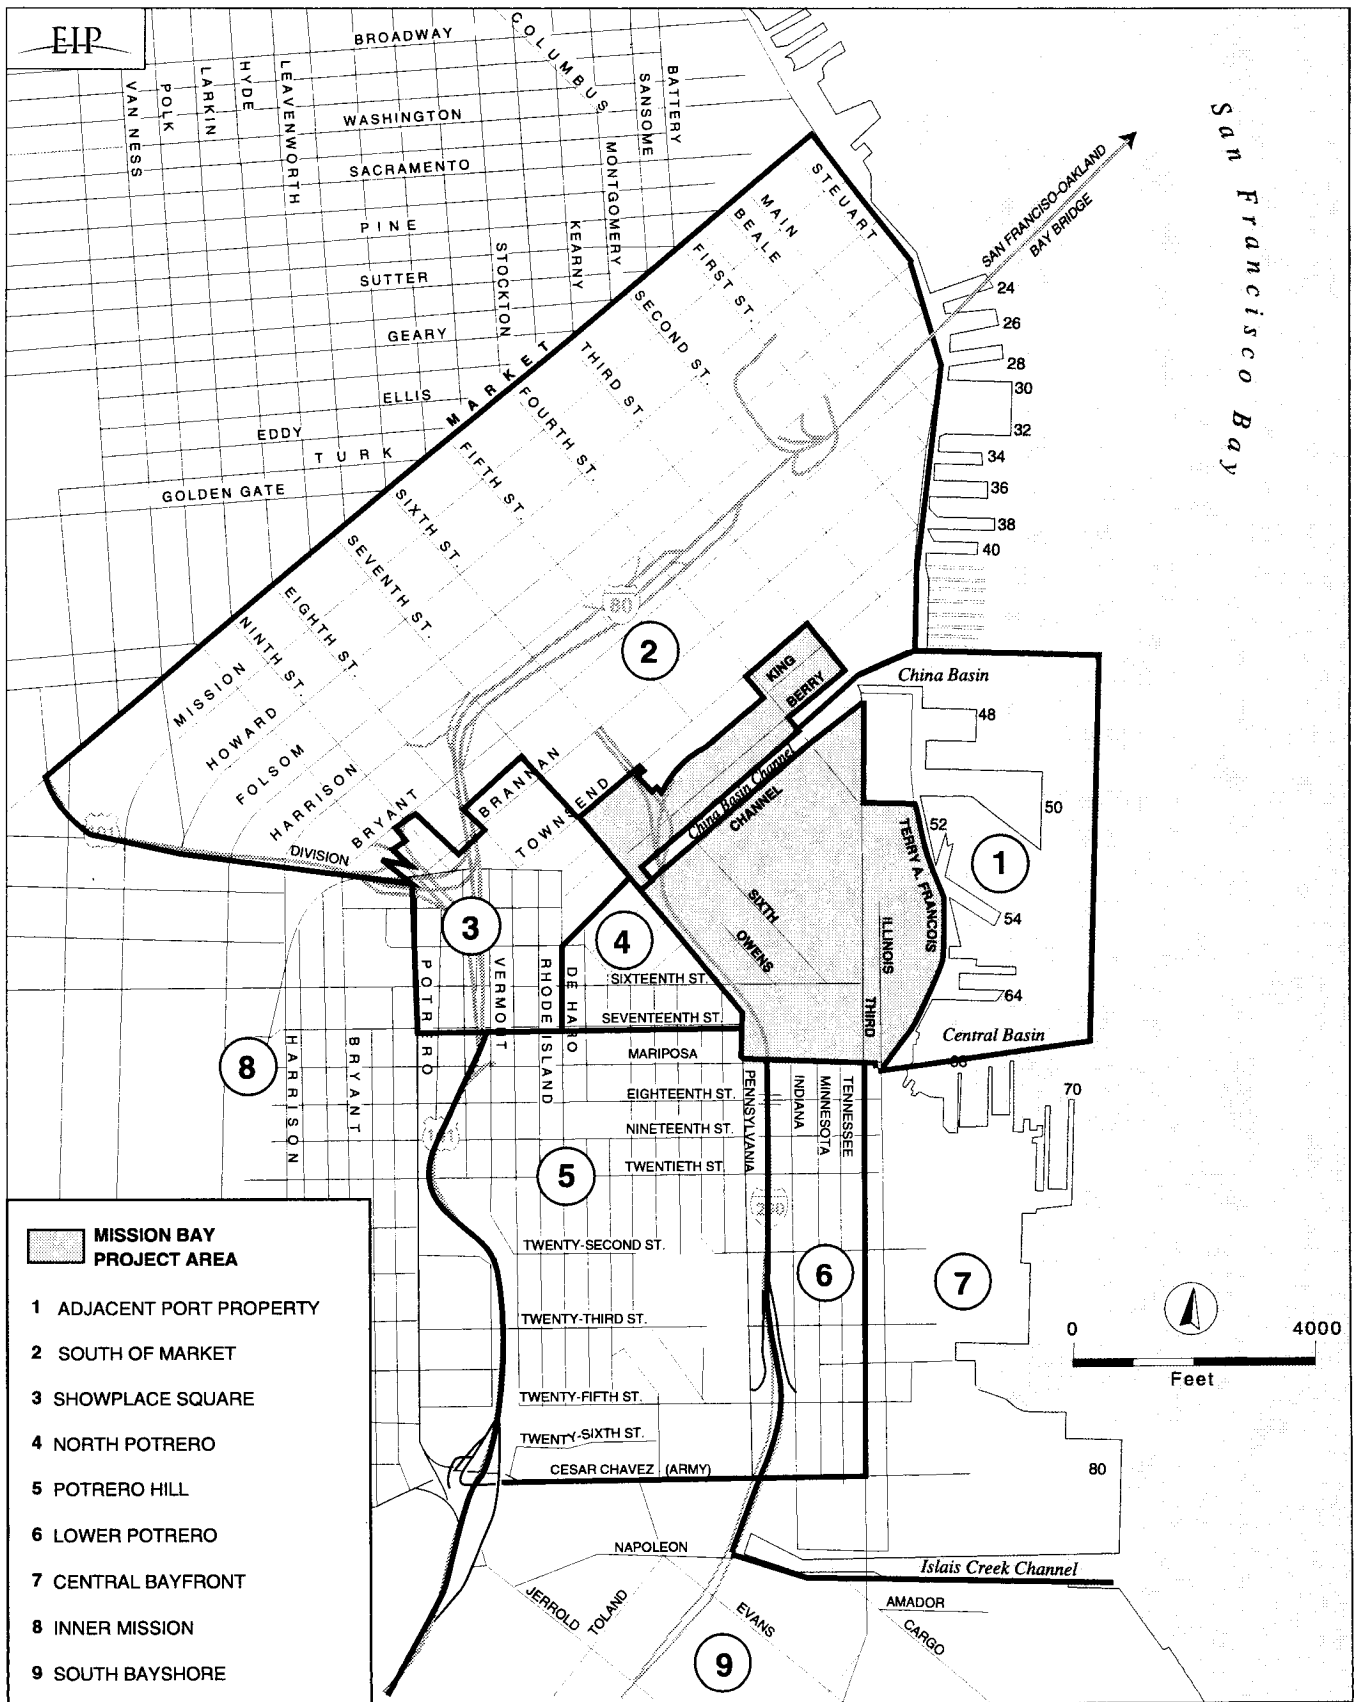 EIP
BROADWAY
COLUMBUS
VAN NESS
POLK
LARKIN
HYDE
LEAVENWORTH
SANSOME
BATTERY
WASHINGTON
SACRAMENTO
MONTGOMERY
PINE
STOCKTON
KEARNY
SUTTER
GEARY
ELLIS
EDDY
TURK
GOLDEN GATE
MARKET
STEUART
MAIN
BEALE
FIRST ST.
SECOND ST.
THIRD ST.
FOURTH ST.
FIFTH ST.
SIXTH ST.
SEVENTH ST.
EIGHTH ST.
NINTH ST.
SAN FRANCISO-OAKLAND
BAY BRIDGE
San Francisco Bay
24
26
28
30
32
34
36
38
40
80
2
MISSION
HOWARD
FOLSOM
HARRISON
BRYANT
BRANNAN
TOWNSEND
DIVISION
101
KING
BERRY
China Basin
China Basin Channel
CHANNEL
48
50
52
54
64
1
TERRY A. FRANCOIS
SIXTH
OWENS
ILLINOIS
THIRD
Central Basin
3
4
POTRERO
VERMONT
RHODE ISLAND
DE HARO
SIXTEENTH ST.
SEVENTEENTH ST.
MARIPOSA
8
HARRISON
BRYANT
EIGHTEENTH ST.
NINETEENTH ST.
TWENTIETH ST.
PENNSYLVANIA
INDIANA
MINNESOTA
TENNESSEE
70
101
5
280
TWENTY-SECOND ST.
6
7
TWENTY-THIRD ST.
TWENTY-FIFTH ST.
TWENTY-SIXTH ST.
CESAR CHAVEZ (ARMY)
80
NAPOLEON
Islais Creek Channel
JERROLD
TOLAND
EVANS
AMADOR
CARGO
9
0 4000
Feet
MISSION BAY
PROJECT AREA
1 ADJACENT PORT PROPERTY
2 SOUTH OF MARKET
3 SHOWPLACE SQUARE
4 NORTH POTRERO
5 POTRERO HILL
6 LOWER POTRERO
7 CENTRAL BAYFRONT
8 INNER MISSION
9 SOUTH BAYSHORE